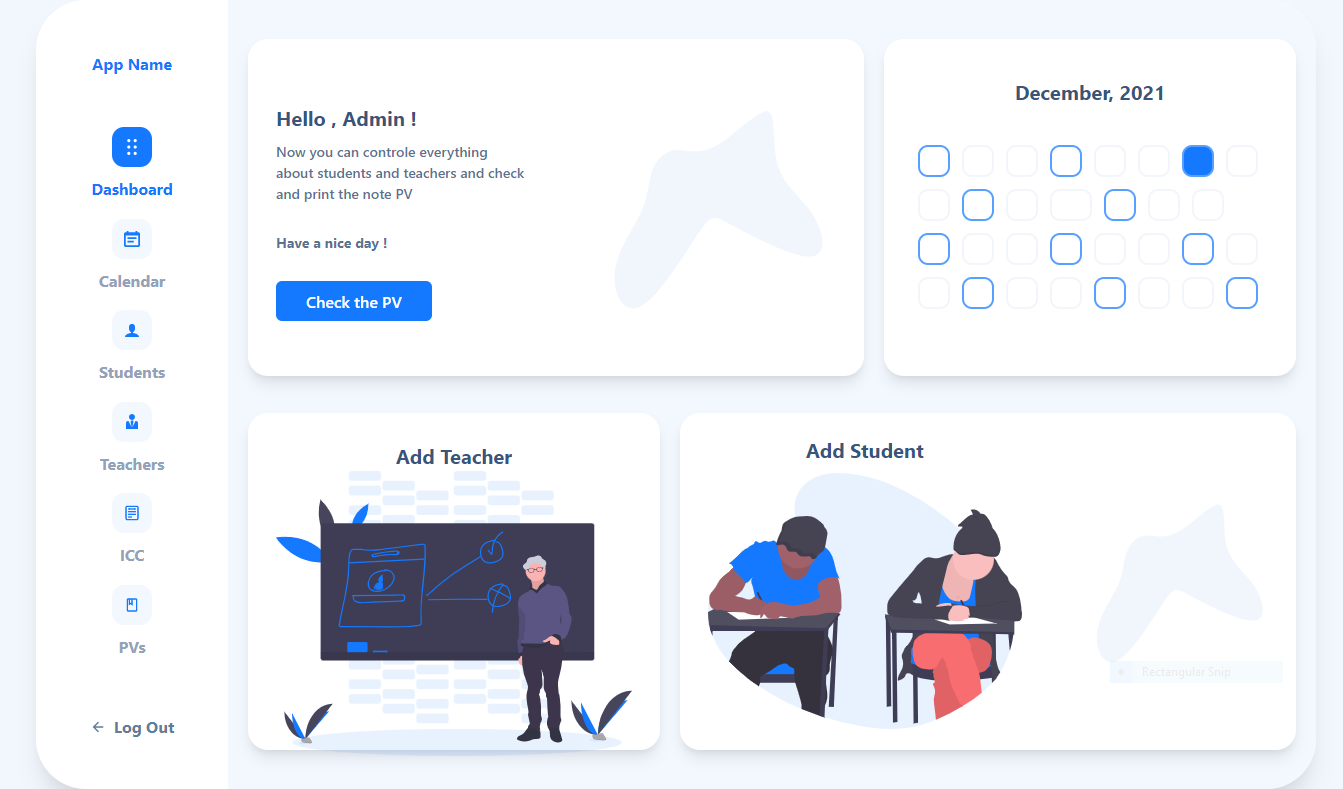 App Name
Dashboard
Calendar
Students
Teachers
ICC
PVs
Log Out
Hello , Admin !
Now you can controle everything
about students and teachers and check
and print the note PV
Have a nice day !
Check the PV
December, 2021
Add Teacher
Add Student
Rectangular Snip